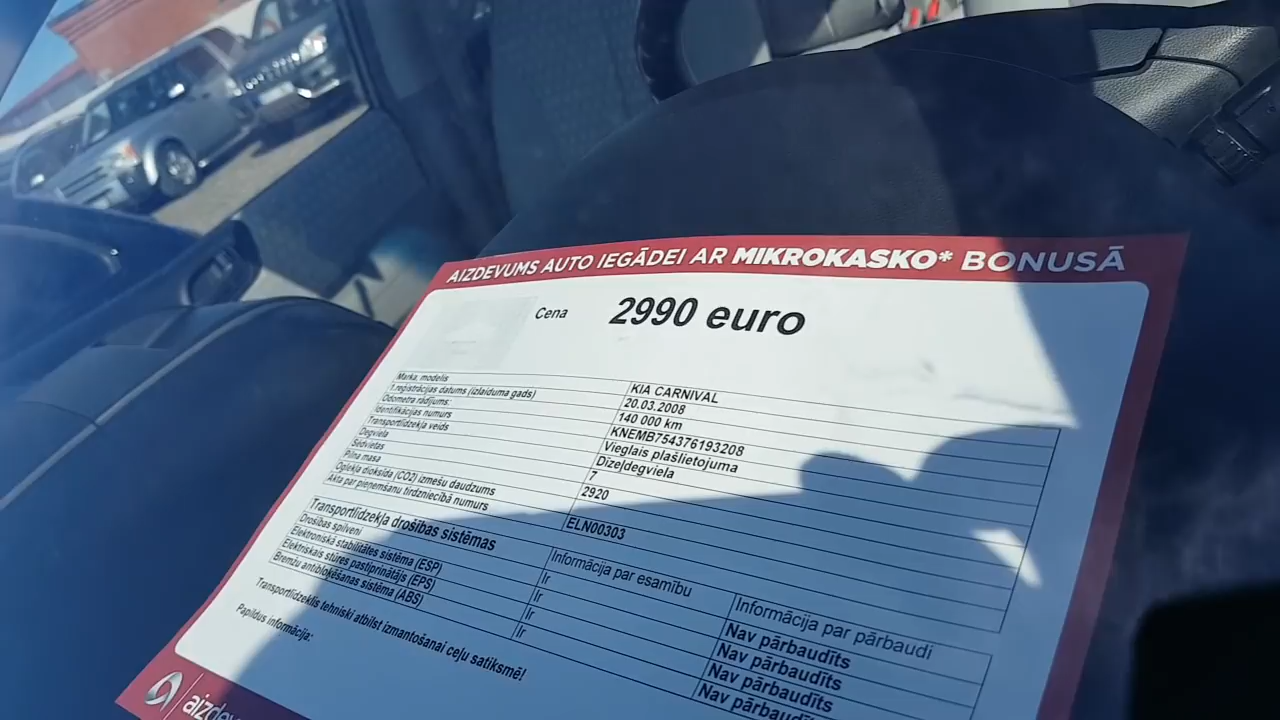 AIZDEVUMS AUTO IEGĀDEI AR MIKROKASKO* BONUSĀ
Cena 2990 euro
Marka, modelis KIA CARNIVAL
1.reģistrācijas datums (izlaiduma gads) 20.03.2008
Odometra rādījums: 140 000 km
Identifikācijas numurs KNEMB754376193208
Transportlīdzekļa veids Vieglais plašlietojuma
Degviela Dīzeļdegviela
Sēdvietas 7
Pilna masa 2920
Oglekļa dioksīda (CO2) izmešu daudzums
Akta par pieņemšanu tirdzniecībā numurs ELN00303
Transportlīdzekļa drošības sistēmas Informācija par esamību Informācija par pārbaudi
Drošības spilveni Ir Nav pārbaudīts
Elektroniskā stabilitātes sistēma (ESP) Ir Nav pārbaudīts
Elektriskais stūres pastiprinātājs (EPS) Ir Nav pārbaudīts
Bremžu antibloķēšanas sistēma (ABS) Ir Nav pārbaudīts
Transportlīdzeklis tehniski atbilst izmantošanai ceļu satiksmē!
Papildus informācija:
aizdev